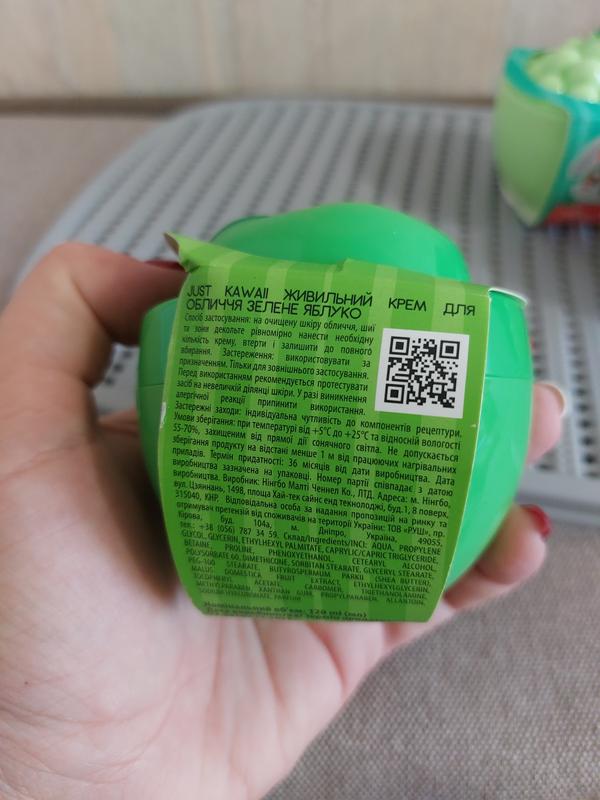 JUST KAWAII ЖИВИЛЬНИЙ КРЕМ ДЛЯ
ОБЛИЧЧЯ ЗЕЛЕНЕ ЯБЛУКО
Спосіб застосування: на очищену шкіру обличчя, шиї
та зони декольте рівномірно нанести необхідну
кількість крему, втерти і залишити до повного
вбирання. Застереження: використовувати за
призначенням. Тільки для зовнішнього застосування.
Перед використанням рекомендується протестувати
засіб на невеличкій ділянці шкіри. У разі виникнення
алергічної реакції припинити використання.
Застережні заходи: індивідуальна чутливість до компонентів рецептури.
Умови зберігання: при температурі від +5°C до +25°C та відносній вологості
55-70%, захищеним від прямої дії сонячного світла. Не допускається
зберігання продукту на відстані менше 1 м від працюючих нагрівальних
приладів. Термін придатності: 36 місяців від дати виробництва. Дата
виробництва зазначена на упаковці. Номер партії співпадає з датою
виробництва. Виробник: Нінгбо Малті Ченнел Ко., ЛТД. Адреса: м. Нінгбо,
вул. Цзяннань, 1498, площа Хай-тек сайнс енд текнолоджі, буд.1, 8 поверх,
315040, КНР. Відповідальна особа за надання пропозицій на ринку та
отримувач претензій від споживачів на території України: ТОВ «РУШ», пр.
Кірова, буд. 104а, м. Дніпро, Україна, 49055,
тел.: +38 (056) 787 34 59. Склад/Ingredients/INCI: AQUA, PROPYLENE
GLYCOL, GLYCERIN, ETHYLHEXYL PALMITATE, CAPRYLIC/CAPRIC TRIGLYCERIDE,
BETAINE, PROLINE, PHENOXYETHANOL, CETEARYL ALCOHOL,
POLYSORBATE 60, DIMETHICONE, SORBITAN STEARATE, GLYCERYL STEARATE,
PEG-100 STEARATE, BUTYROSPERMUM PARKII (SHEA BUTTER),
MALUS DOMESTICA FRUIT EXTRACT, ETHYLHEXYLGLYCERIN,
TOCOPHERYL ACETATE, CARBOMER, TRIETHANOLAMINE,
METHYLPARABEN, XANTHAN GUM, PROPYLPARABEN, ALLANTOIN,
SODIUM HYALURONATE, PARFUM
Номінальний об'єм: 120 ml (мл)